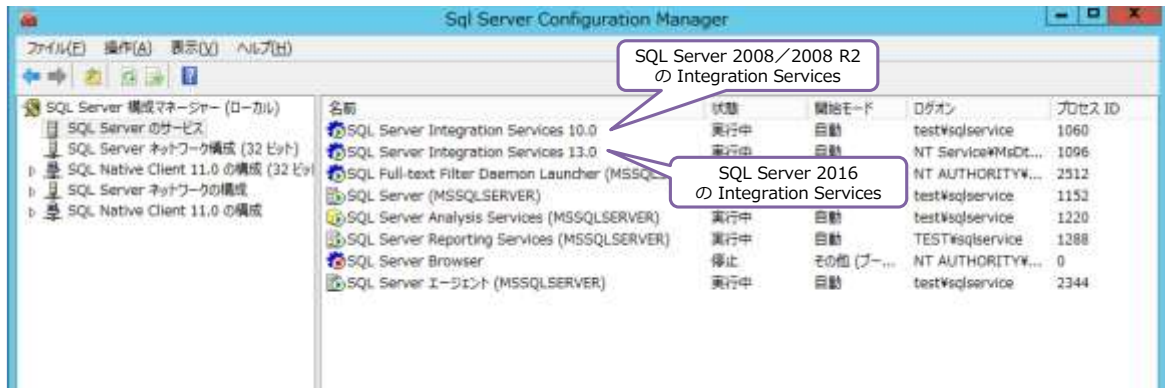 Sql Server Configuration Manager
ファイル(F) 操作(A) 表示(V) ヘルプ(H)
SQL Server 2008／2008 R2
の Integration Services
SQL Server 構成マネージャー (ローカル)
SQL Server のサービス
SQL Server ネットワーク構成 (32 ビット)
SQL Native Client 11.0 の構成 (32 ビッ
SQL Server ネットワークの構成
SQL Native Client 11.0 の構成
名前 状態 開始モード ログオン プロセス ID
SQL Server Integration Services 10.0 実行中 自動 test¥sqlservice 1060
SQL Server Integration Services 13.0 実行中 自動 NT Service¥MsDt... 1096
SQL Full-text Filter Daemon Launcher (MSSQL NT AUTHORITY¥... 2512
SQL Server 2016
の Integration Services
SQL Server (MSSQLSERVER) test¥sqlservice 1152
SQL Server Analysis Services (MSSQLSERVER) 実行中 自動 test¥sqlservice 1220
SQL Server Reporting Services (MSSQLSERVER) 実行中 自動 TEST¥sqlservice 1288
SQL Server Browser 停止 その他 (ブー... NT AUTHORITY¥... 0
SQL Server エージェント (MSSQLSERVER) 実行中 自動 test¥sqlservice 2344